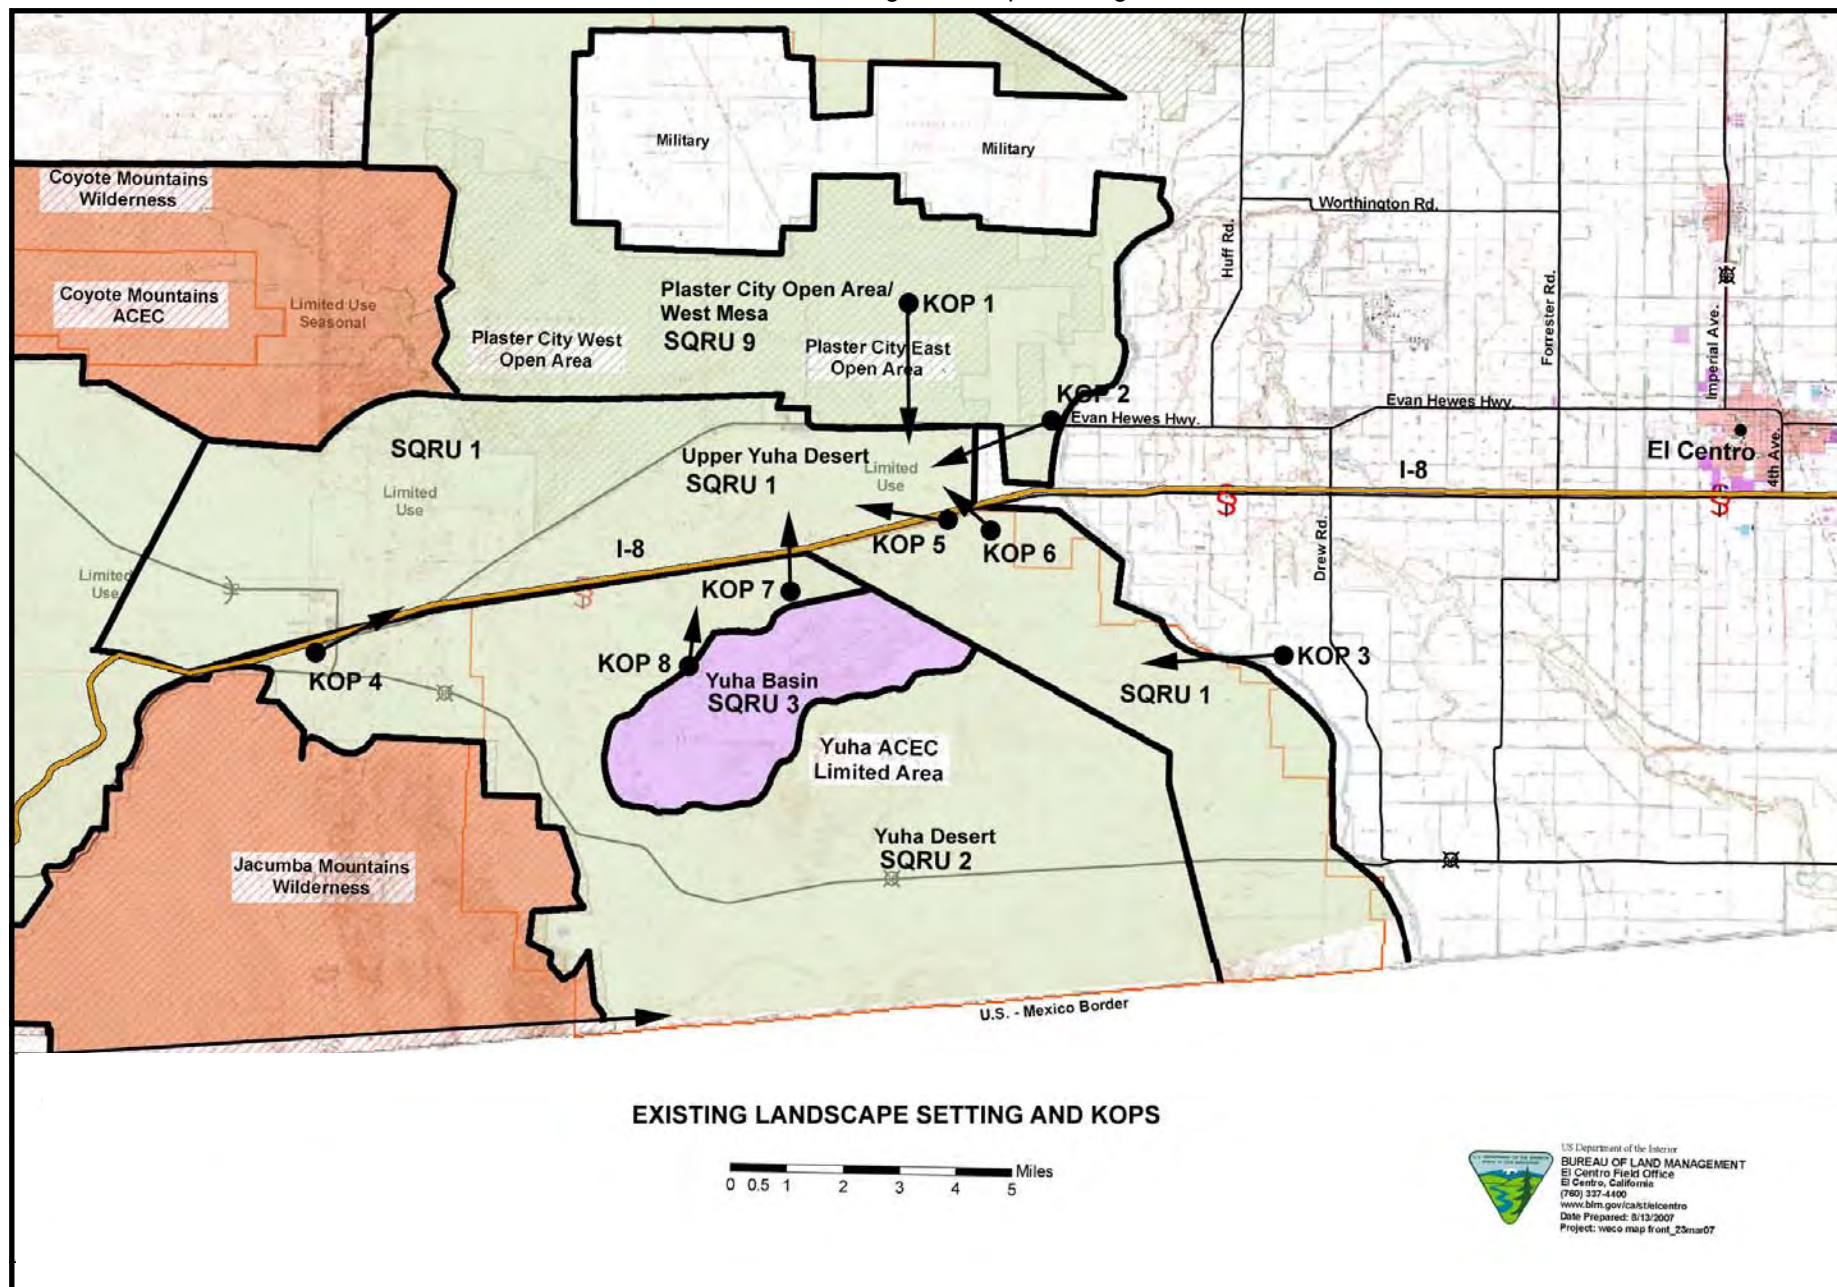 Military
Military
Coyote Mountains
Wilderness
Worthington Rd.
Huff Rd.
Forrester Rd.
Imperial Ave.
Coyote Mountains
ACEC
Limited Use
Seasonal
Plaster City Open Area/
West Mesa
SQRU 9
KOP 1
Plaster City West
Open Area
Plaster City East
Open Area
KOP 2
Evan Hewes Hwy.
Evan Hewes Hwy.
El Centro
4th Ave.
I-8
SQRU 1
Upper Yuha Desert
SQRU 1
Limited
Use
Limited
Use
KOP 5
KOP 6
Drew Rd.
I-8
Limited
Use
KOP 7
KOP 8
KOP 4
KOP 3
Yuha Basin
SQRU 3
SQRU 1
Yuha ACEC
Limited Area
Yuha Desert
SQRU 2
Jacumba Mountains
Wilderness
U.S. - Mexico Border
EXISTING LANDSCAPE SETTING AND KOPS
Miles
0 0.5 1 2 3 4 5
US Department of the Interior
BUREAU OF LAND MANAGEMENT
El Centro Field Office
El Centro, California
(760) 337-4400
www.blm.gov/ca/st/elcentro
Date Prepared: 8/13/2007
Project: weco map front_23mar07